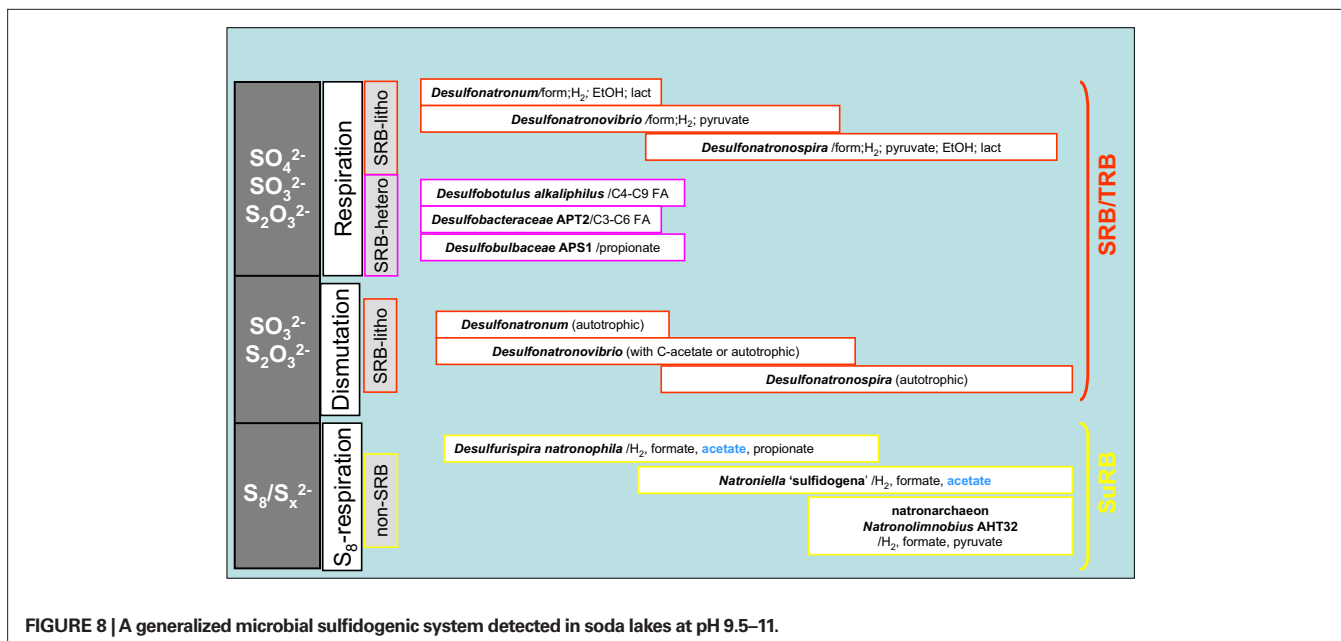 SO₄²⁻
SO₃²⁻
S₂O₃²⁻
Respiration
SRB-litho
Desulfonatronum/form;H₂; EtOH; lact
Desulfonatronovibrio /form;H₂; pyruvate
Desulfonatronospira /form;H₂; pyruvate; EtOH; lact
SRB-hetero
Desulfobotulus alkaliphilus /C4-C9 FA
Desulfobacteraceae APT2/C3-C6 FA
Desulfobulbaceae APS1 /propionate
SO₃²⁻
S₂O₃²⁻
Dismutation
SRB-litho
Desulfonatronum (autotrophic)
Desulfonatronovibrio (with C-acetate or autotrophic)
Desulfonatronospira (autotrophic)
SRB/TRB
S₈/Sₓ²⁻
S₈-respiration
non-SRB
Desulfurispira natronophila /H₂, formate, acetate, propionate
Natroniella ‘sulfidogena’ /H₂, formate, acetate
natronarchaeon
Natronolimnobius AHT32
/H₂, formate, pyruvate
SuRB
FIGURE 8 | A generalized microbial sulfidogenic system detected in soda lakes at pH 9.5–11.